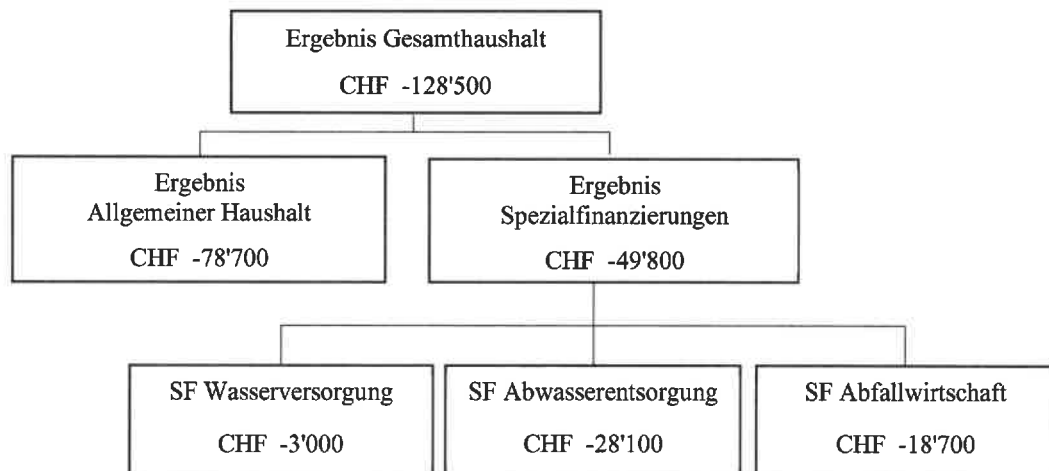 Ergebnis Gesamthaushalt
CHF -128'500
Ergebnis
Allgemeiner Haushalt
CHF -78'700
Ergebnis
Spezialfinanzierungen
CHF -49'800
SF Wasserversorgung
CHF -3'000
SF Abwasserentsorgung
CHF -28'100
SF Abfallwirtschaft
CHF -18'700